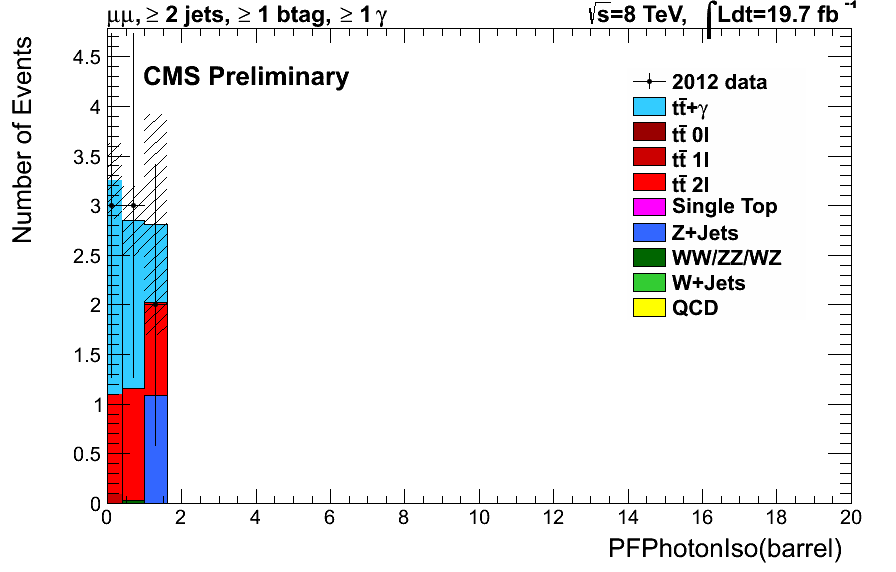 μμ, ≥ 2 jets, ≥ 1 btag, ≥ 1 γ
√s=8 TeV, ∫Ldt=19.7 fb⁻¹
CMS Preliminary
2012 data
tt̄+γ
tt̄ 0l
tt̄ 1l
tt̄ 2l
Single Top
Z+Jets
WW/ZZ/WZ
W+Jets
QCD
Number of Events
4.5
4
3.5
3
2.5
2
1.5
1
0.5
0
0 2 4 6 8 10 12 14 16 18 20
PFPhotonIso(barrel)